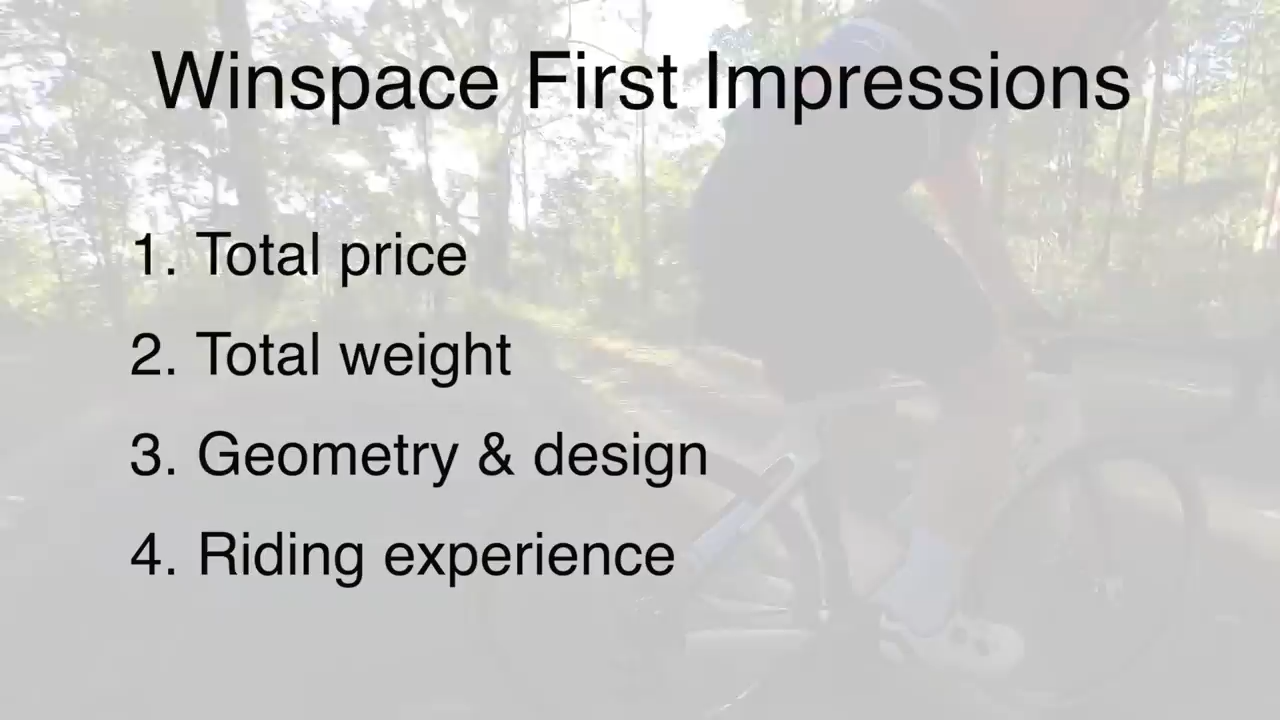 Winspace First Impressions
1. Total price
2. Total weight
3. Geometry & design
4. Riding experience